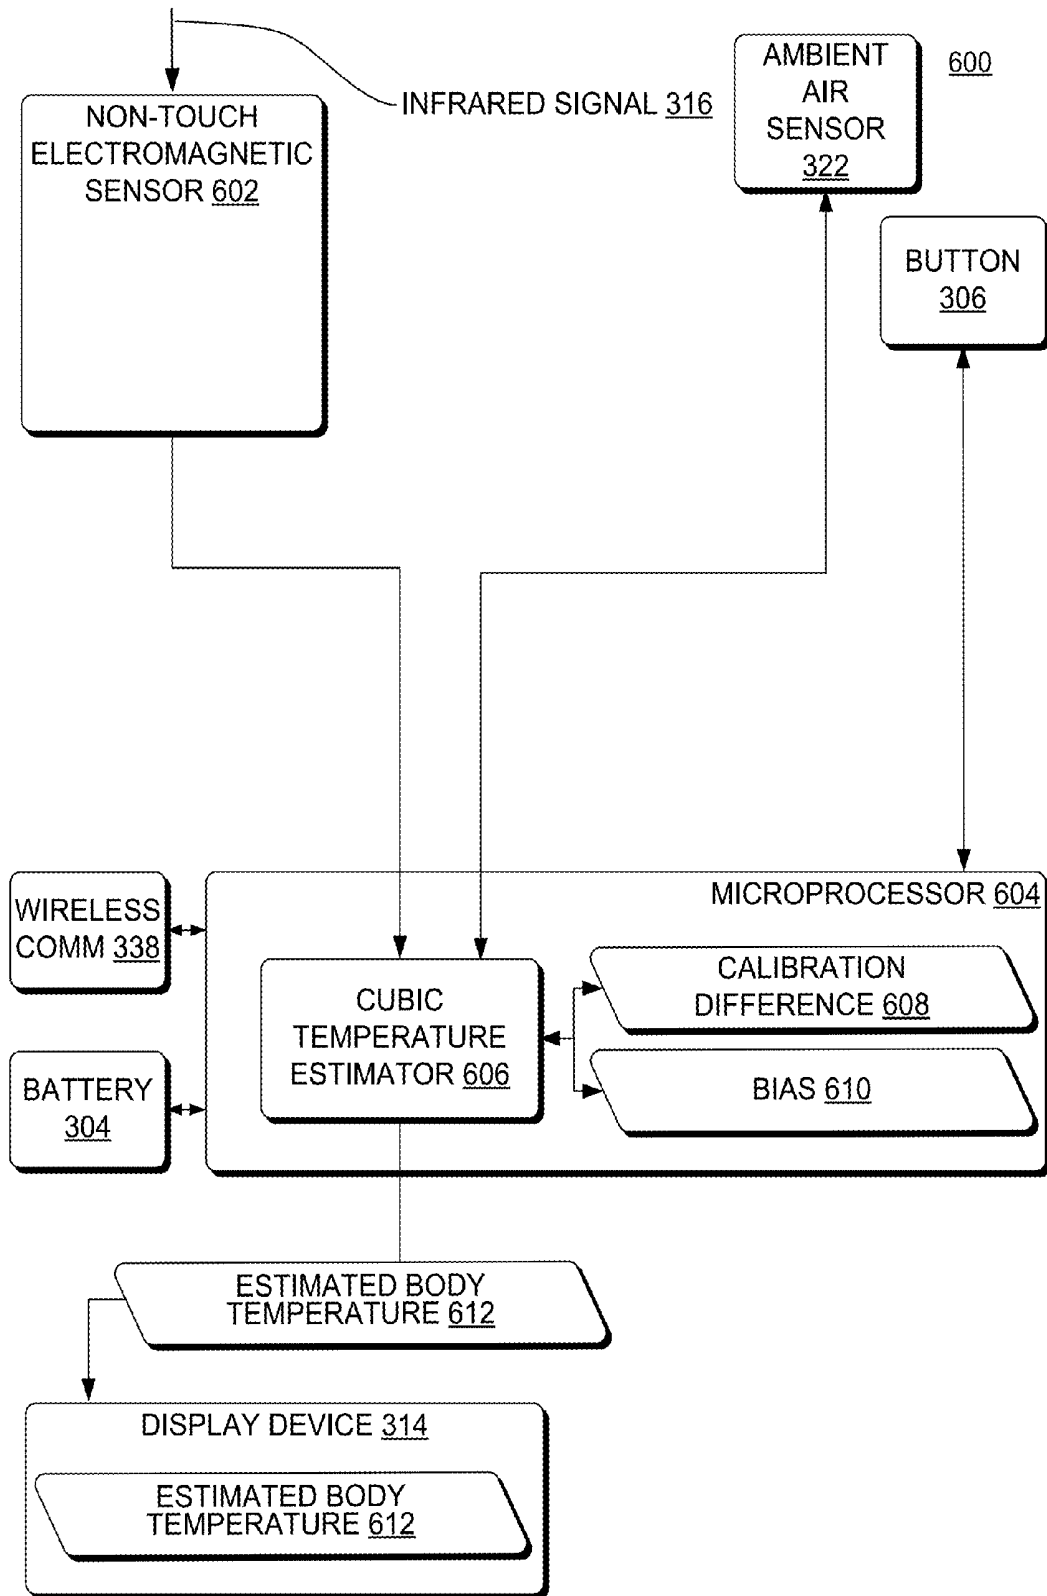 AMBIENT
AIR
SENSOR
322
600
INFRARED SIGNAL 316
NON-TOUCH
ELECTROMAGNETIC
SENSOR 602
BUTTON
306
MICROPROCESSOR 604
WIRELESS
COMM 338
CUBIC
TEMPERATURE
ESTIMATOR 606
CALIBRATION
DIFFERENCE 608
BATTERY
304
BIAS 610
ESTIMATED BODY
TEMPERATURE 612
DISPLAY DEVICE 314
ESTIMATED BODY
TEMPERATURE 612